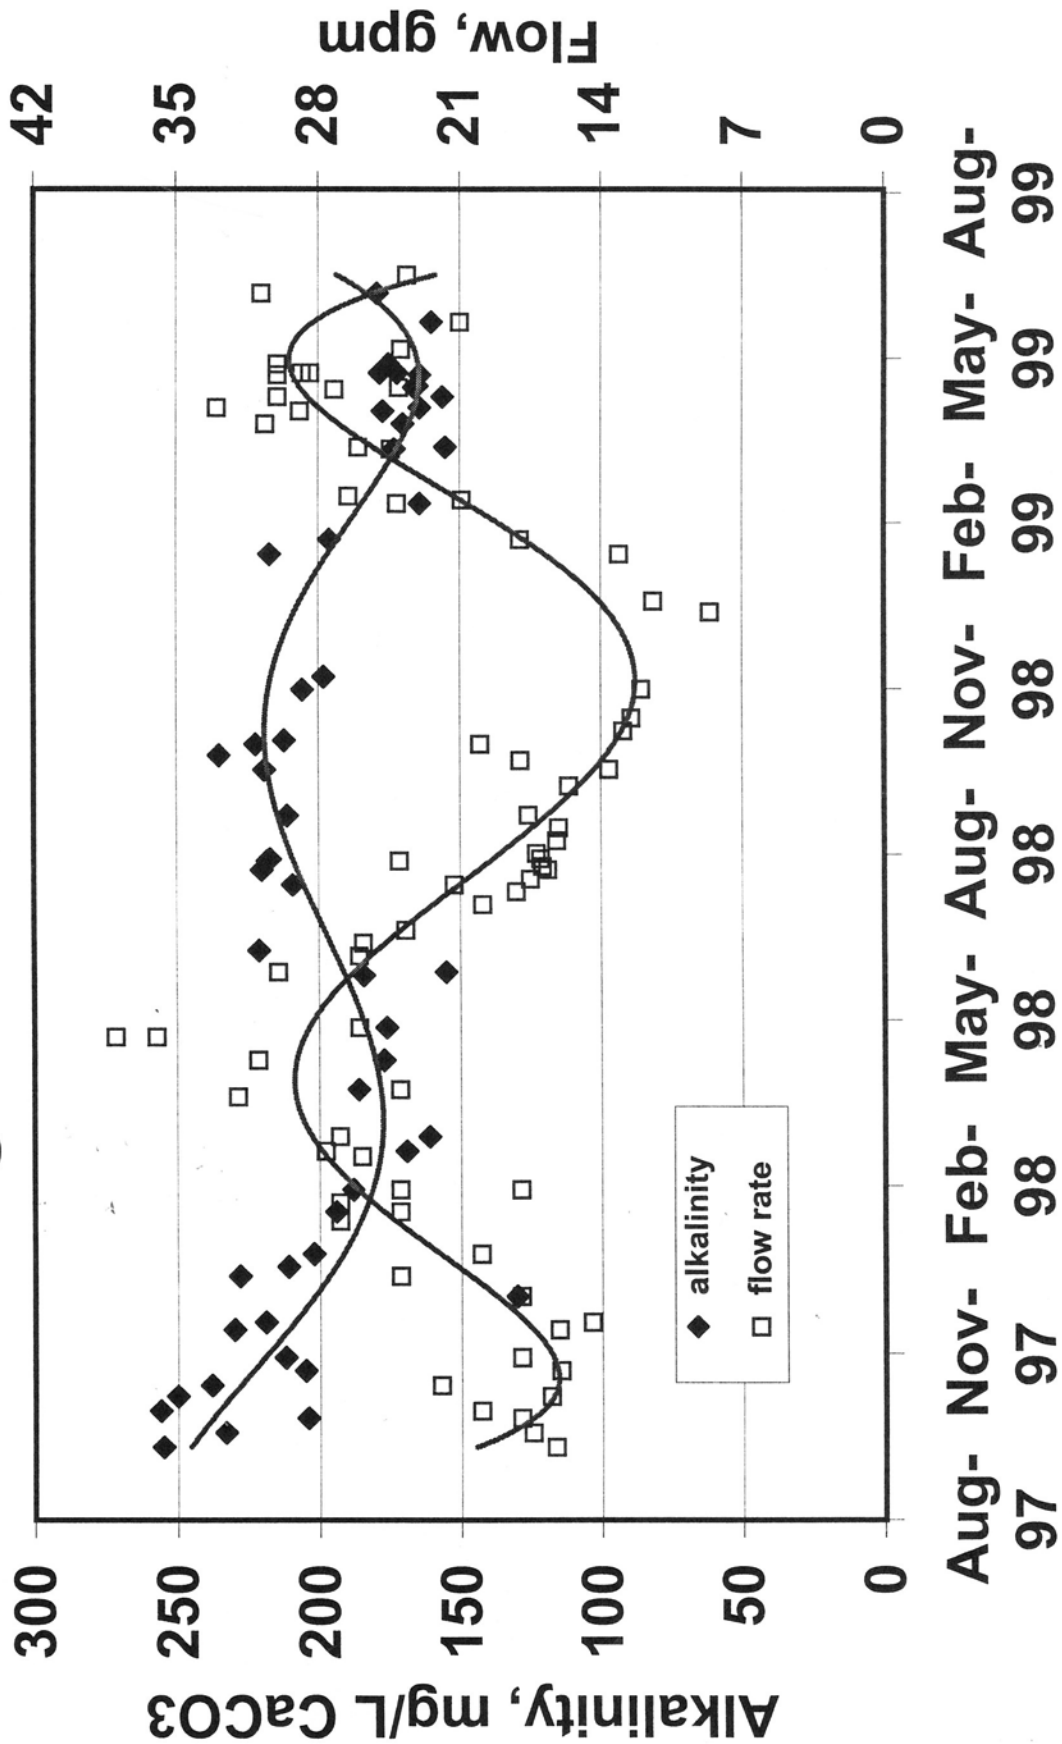 Alkalinity, mg/L CaCO3
300
250
200
150
100
50
0
Flow, gpm
42
35
28
21
14
7
0
alkalinity
flow rate
Aug- Nov- Feb- May- Aug- Nov- Feb- May- Aug-
97 97 98 98 98 98 99 99 99